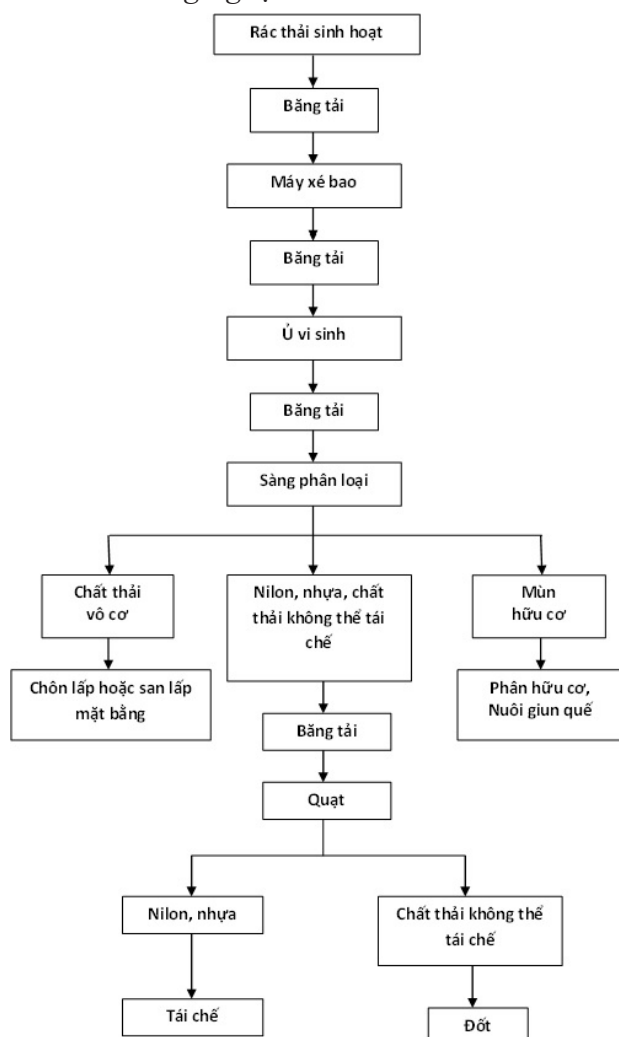 Rác thải sinh hoạt
Băng tải
Máy xé bao
Băng tải
Ủ vi sinh
Băng tải
Sàng phân loại
Chất thải
vô cơ
Nilon, nhựa, chất
thải không thể tái
chế
Mùn
hữu cơ
Chôn lấp hoặc san lấp
mặt bằng
Phân hữu cơ,
Nuôi giun quế
Băng tải
Quạt
Nilon, nhựa
Chất thải không thể
tái chế
Tái chế
Đốt